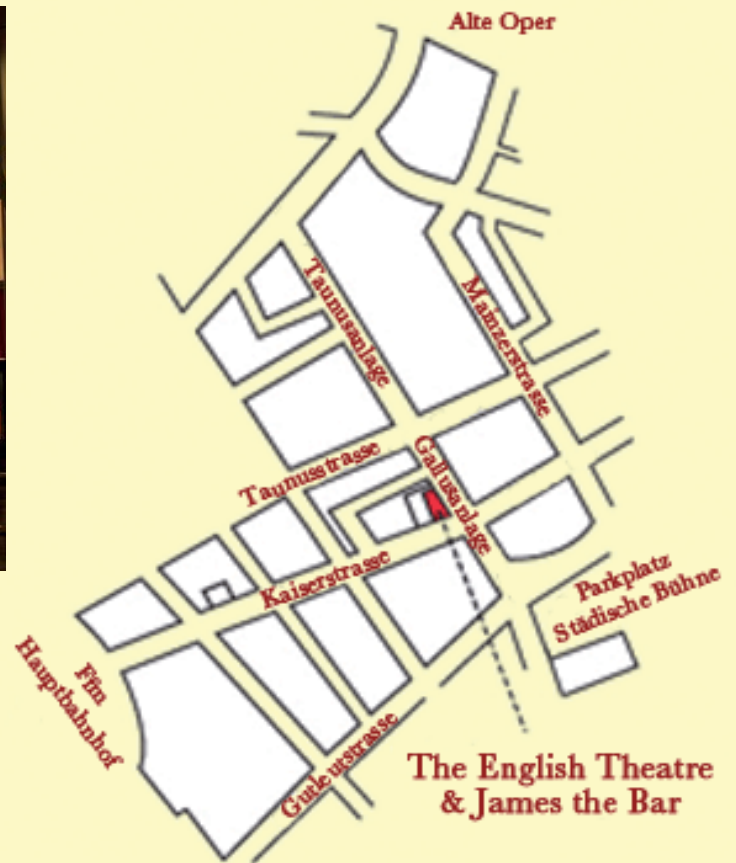 Alte Oper
Taunusanlage
Mainzerstrasse
Gallusanlage
Taunusstrasse
Kaiserstrasse
Parkplatz
Städische Bühne
Ffm
Hauptbahnhof
Gutleutstrasse
The English Theatre
& James the Bar